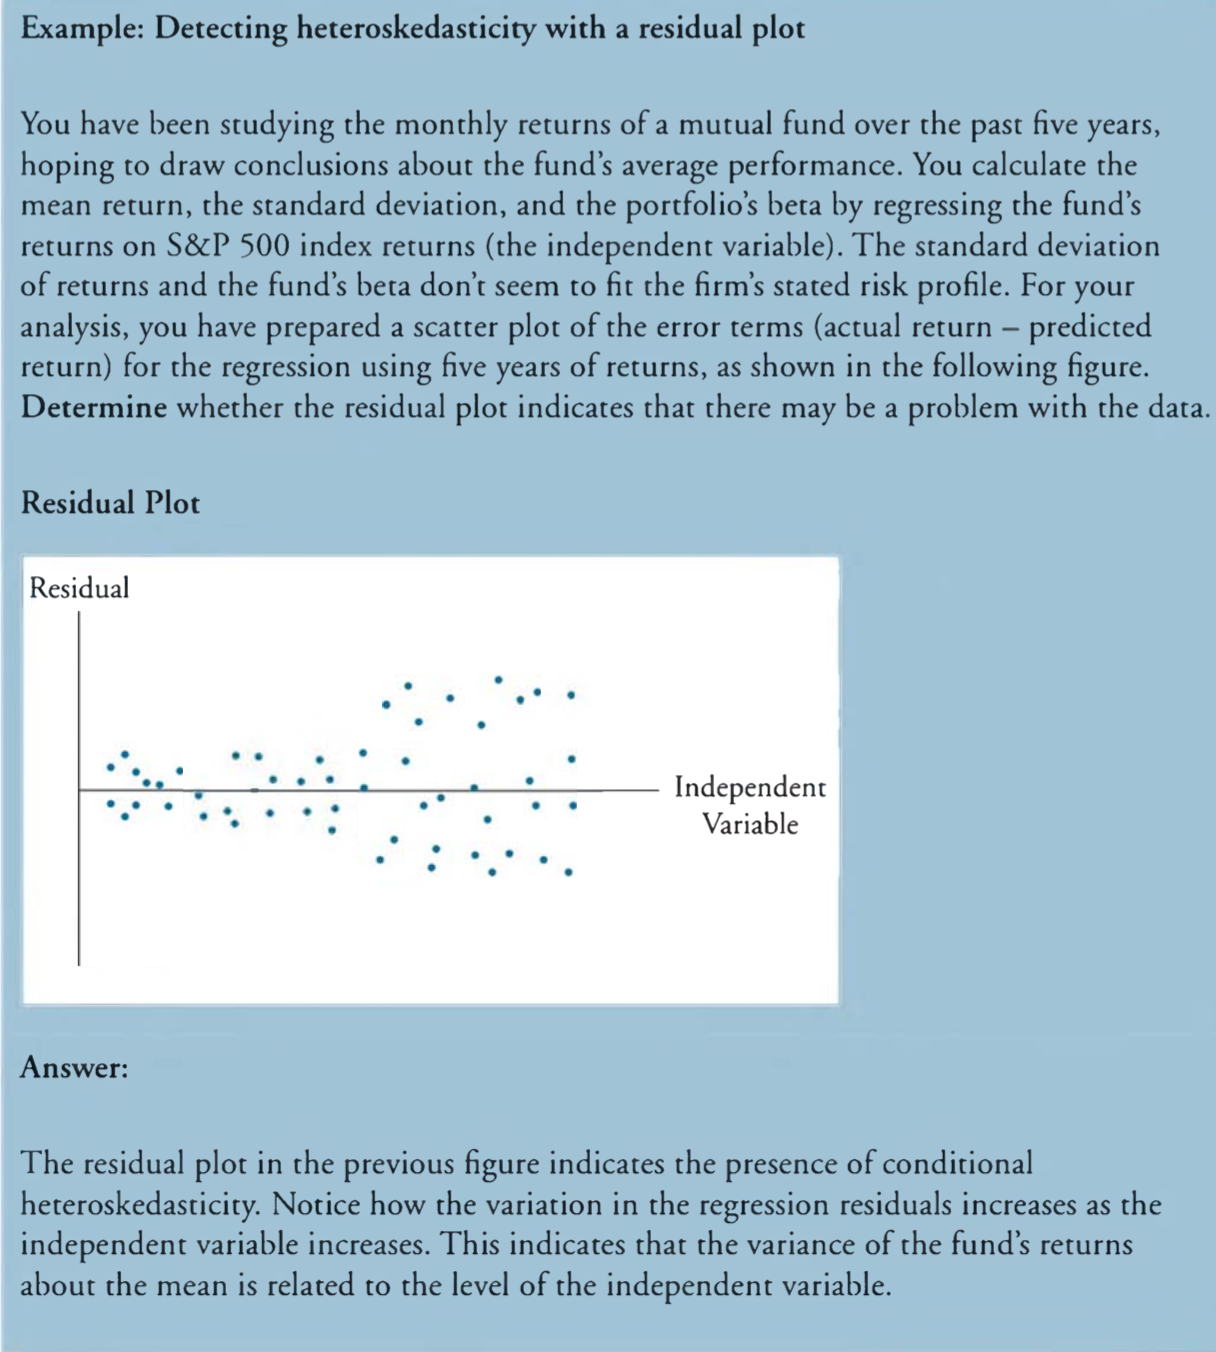 Example: Detecting heteroskedasticity with a residual plot
You have been studying the monthly returns of a mutual fund over the past five years,
hoping to draw conclusions about the fund's average performance. You calculate the
mean return, the standard deviation, and the portfolio's beta by regressing the fund's
returns on S&P 500 index returns (the independent variable). The standard deviation
of returns and the fund's beta don't seem to fit the firm's stated risk profile. For your
analysis, you have prepared a scatter plot of the error terms (actual return – predicted
return) for the regression using five years of returns, as shown in the following figure.
Determine whether the residual plot indicates that there may be a problem with the data.
Residual Plot
Residual
Independent
Variable
Answer:
The residual plot in the previous figure indicates the presence of conditional
heteroskedasticity. Notice how the variation in the regression residuals increases as the
independent variable increases. This indicates that the variance of the fund's returns
about the mean is related to the level of the independent variable.